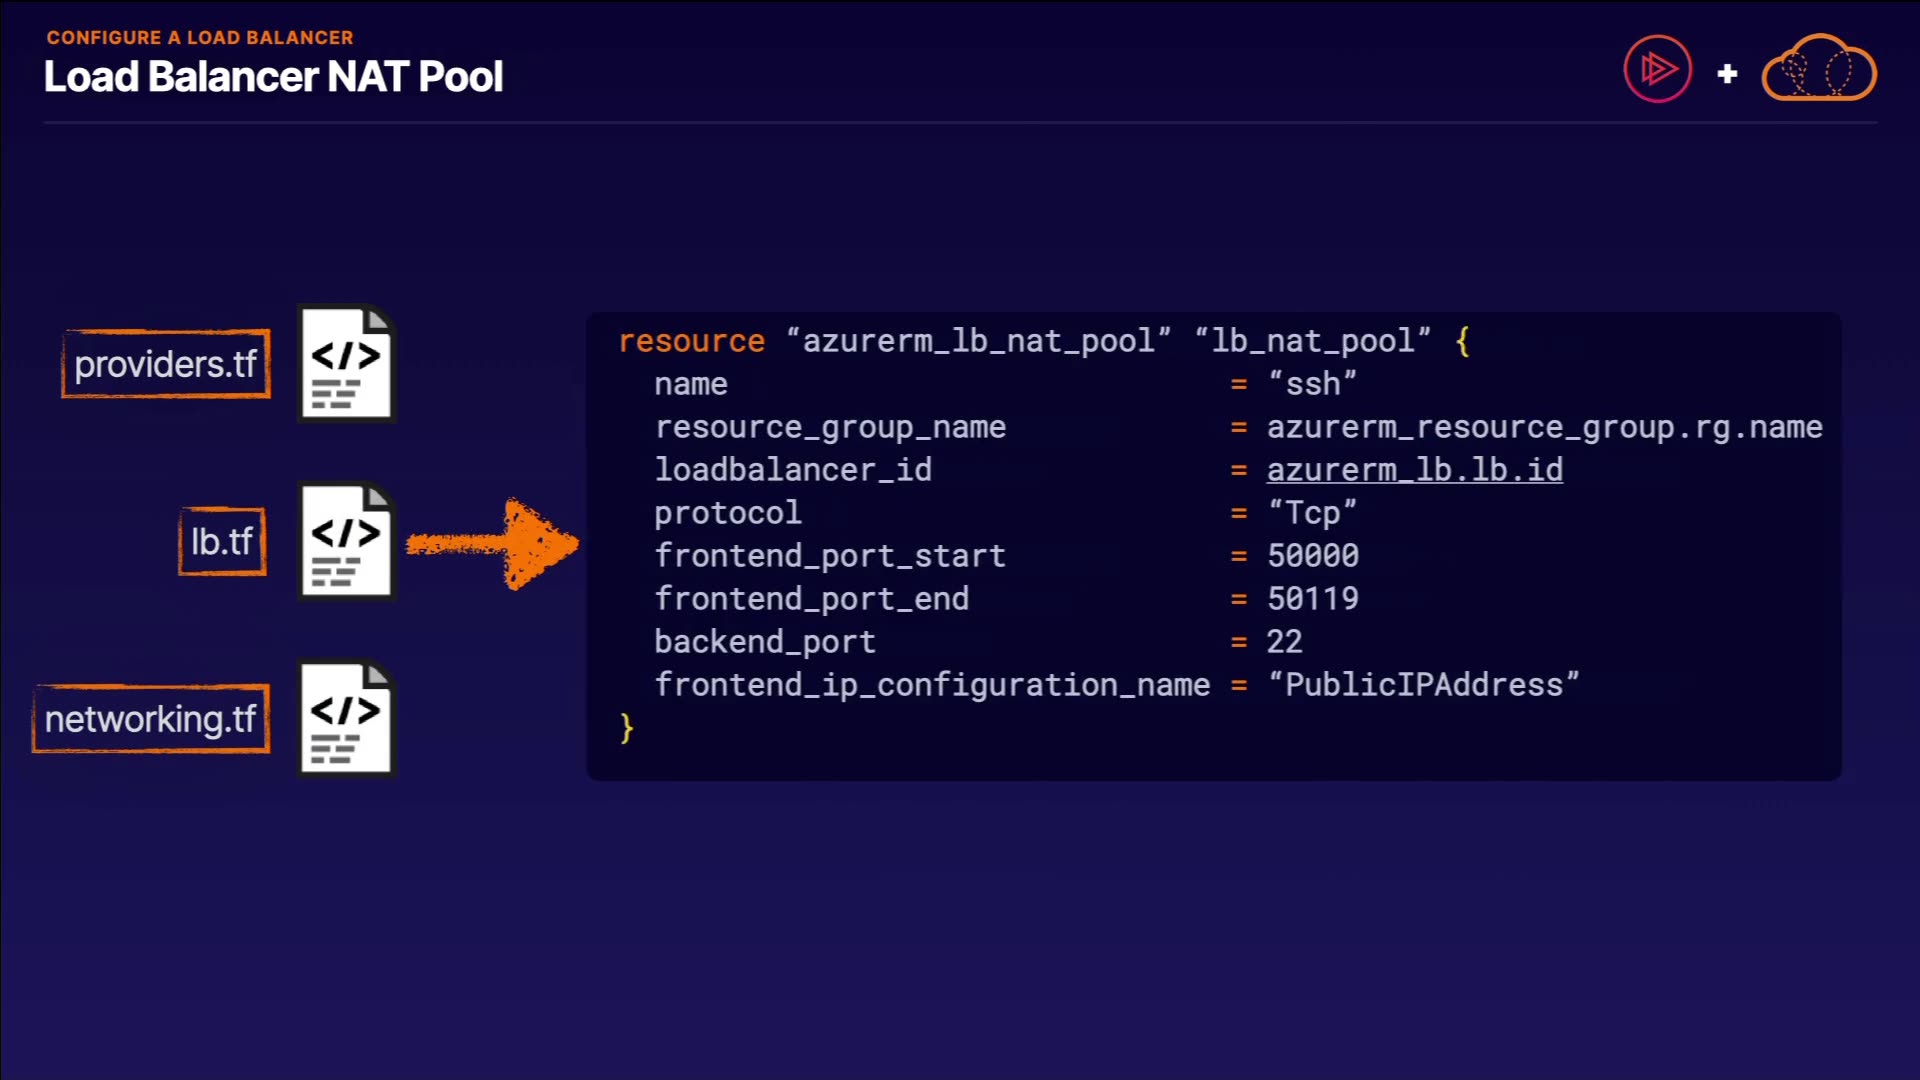 CONFIGURE A LOAD BALANCER
Load Balancer NAT Pool
+
providers.tf
</>
lb.tf
</>
networking.tf
</>
resource “azurerm_lb_nat_pool” “lb_nat_pool” {
name = “ssh”
resource_group_name = azurerm_resource_group.rg.name
loadbalancer_id = azurerm_lb.lb.id
protocol = “Tcp”
frontend_port_start = 50000
frontend_port_end = 50119
backend_port = 22
frontend_ip_configuration_name = “PublicIPAddress”
}